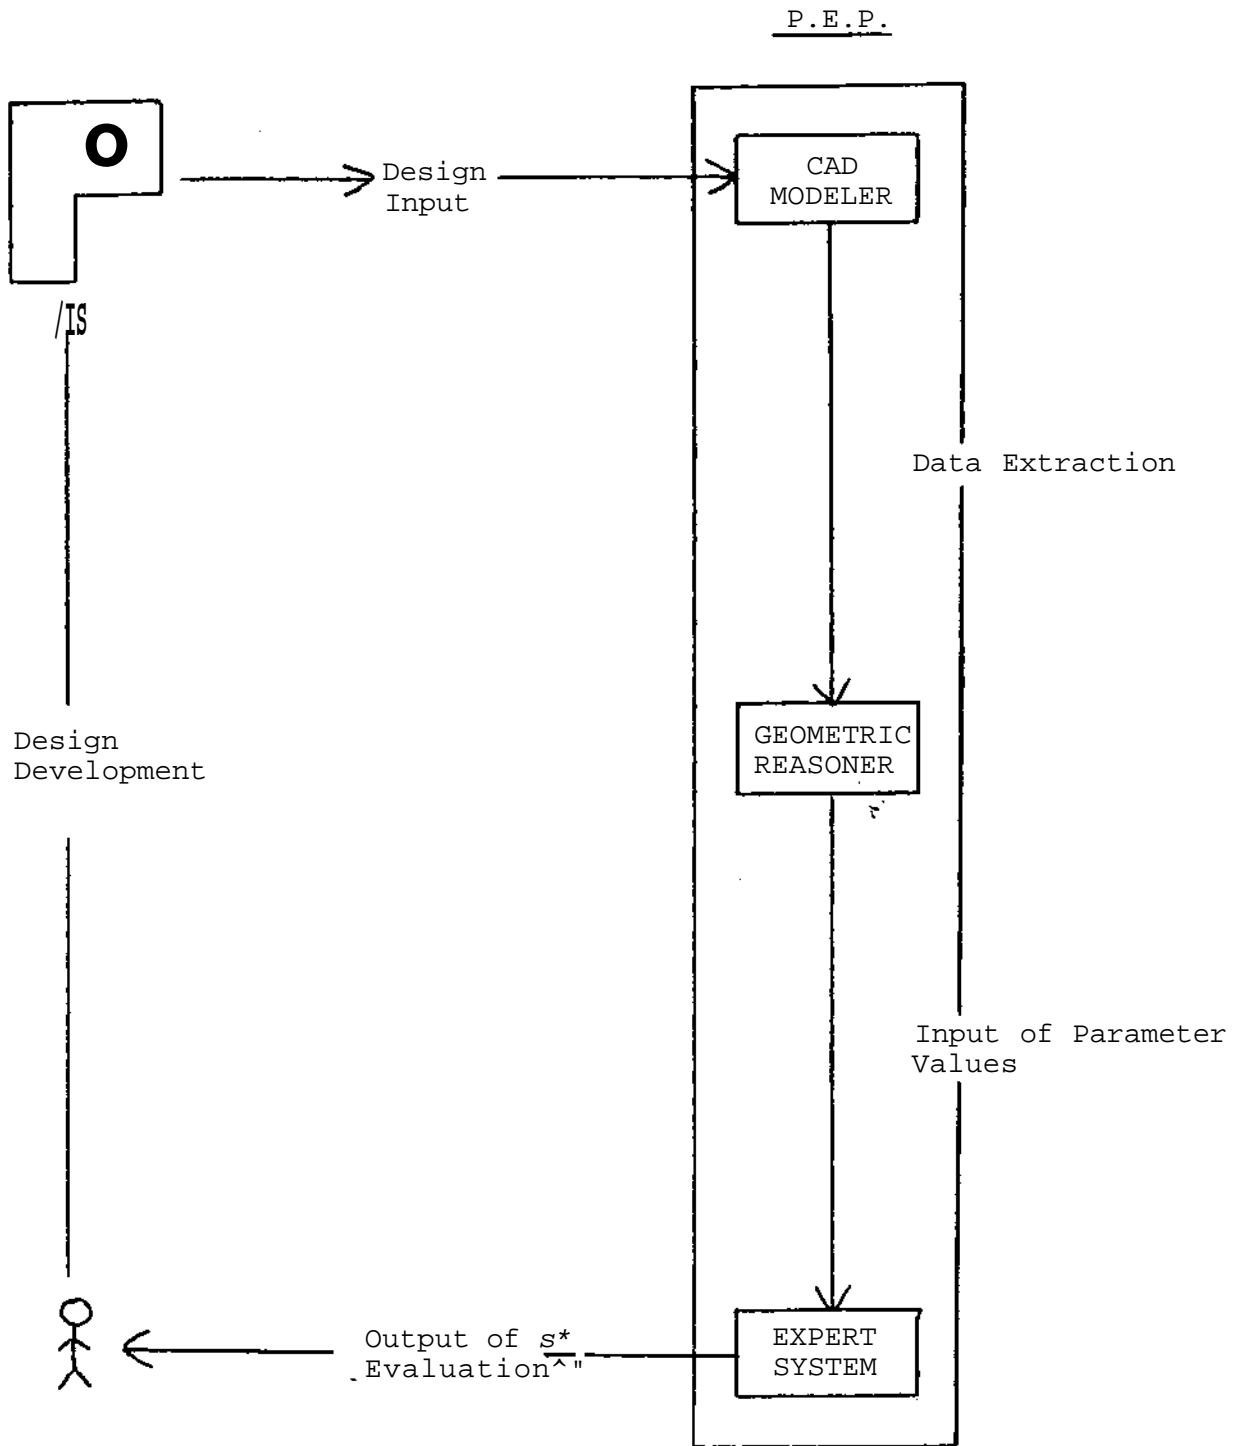 P.E.P.
O
Design
Input
CAD
MODELER
/IS
Data Extraction
GEOMETRIC
REASONER
Design
Development
Input of Parameter
Values
Output of s*
Evaluation^"
EXPERT
SYSTEM